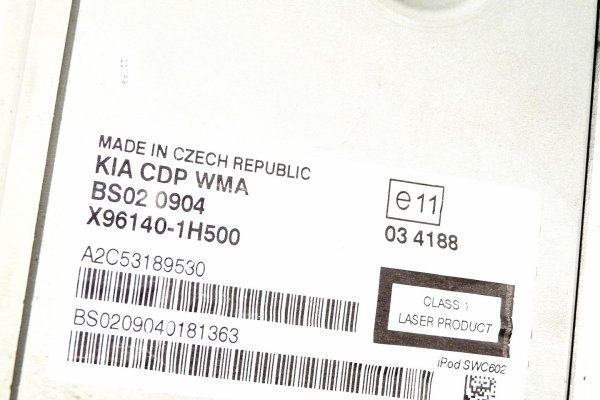 MADE IN CZECH REPUBLIC
KIA CDP WMA
BS02 0904
X96140-1H500
e11
03 4188
A2C53189530
CLASS 1
LASER PRODUCT
BS0209040181363
iPod SWC602